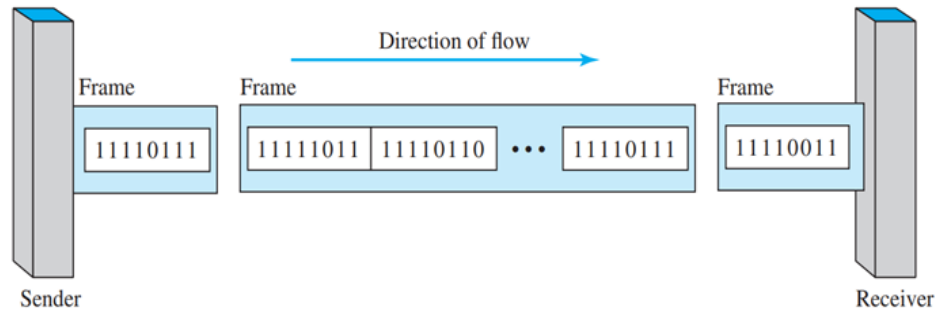 Direction of flow
Frame
Frame
Frame
11110111
11111011 11110110 ••• 11110111
11110011
Sender
Receiver